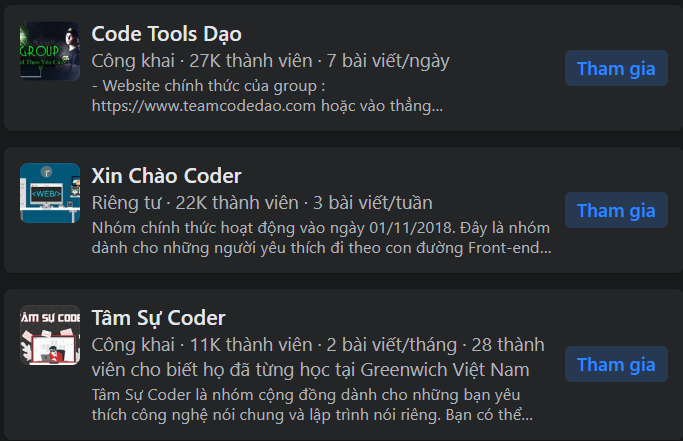 GROUP
Code Tools Dạo
Công khai · 27K thành viên · 7 bài viết/ngày
- Website chính thức của group :
https://www.teamcodedao.com hoặc vào thẳng...
Tham gia
<WEB/>
Xin Chào Coder
Riêng tư · 22K thành viên · 3 bài viết/tuần
Nhóm chính thức hoạt động vào ngày 01/11/2018. Đây là nhóm
dành cho những người yêu thích đi theo con đường Front-end...
Tham gia
TÂM SỰ CODE
Tâm Sự Coder
Công khai · 11K thành viên · 2 bài viết/tháng · 28 thành
viên cho biết họ đã từng học tại Greenwich Việt Nam
Tâm Sự Coder là nhóm cộng đồng dành cho những bạn yêu
thích công nghệ nói chung và lập trình nói riêng. Bạn có thể...
Tham gia